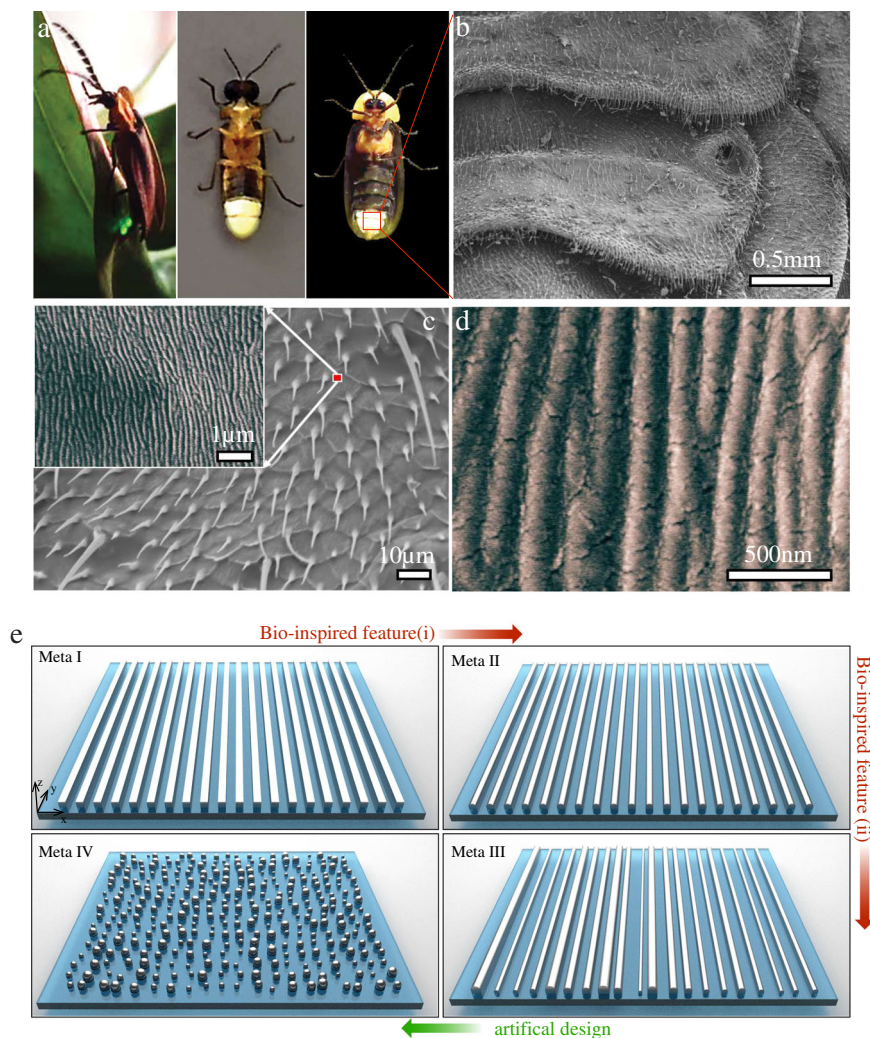 a
b
0.5mm
c
1μm
10μm
d
500nm
e
Bio-inspired feature(i)
Meta I
z
y
x
Meta II
Bio-inspired feature (ii)
Meta IV
Meta III
artifical design